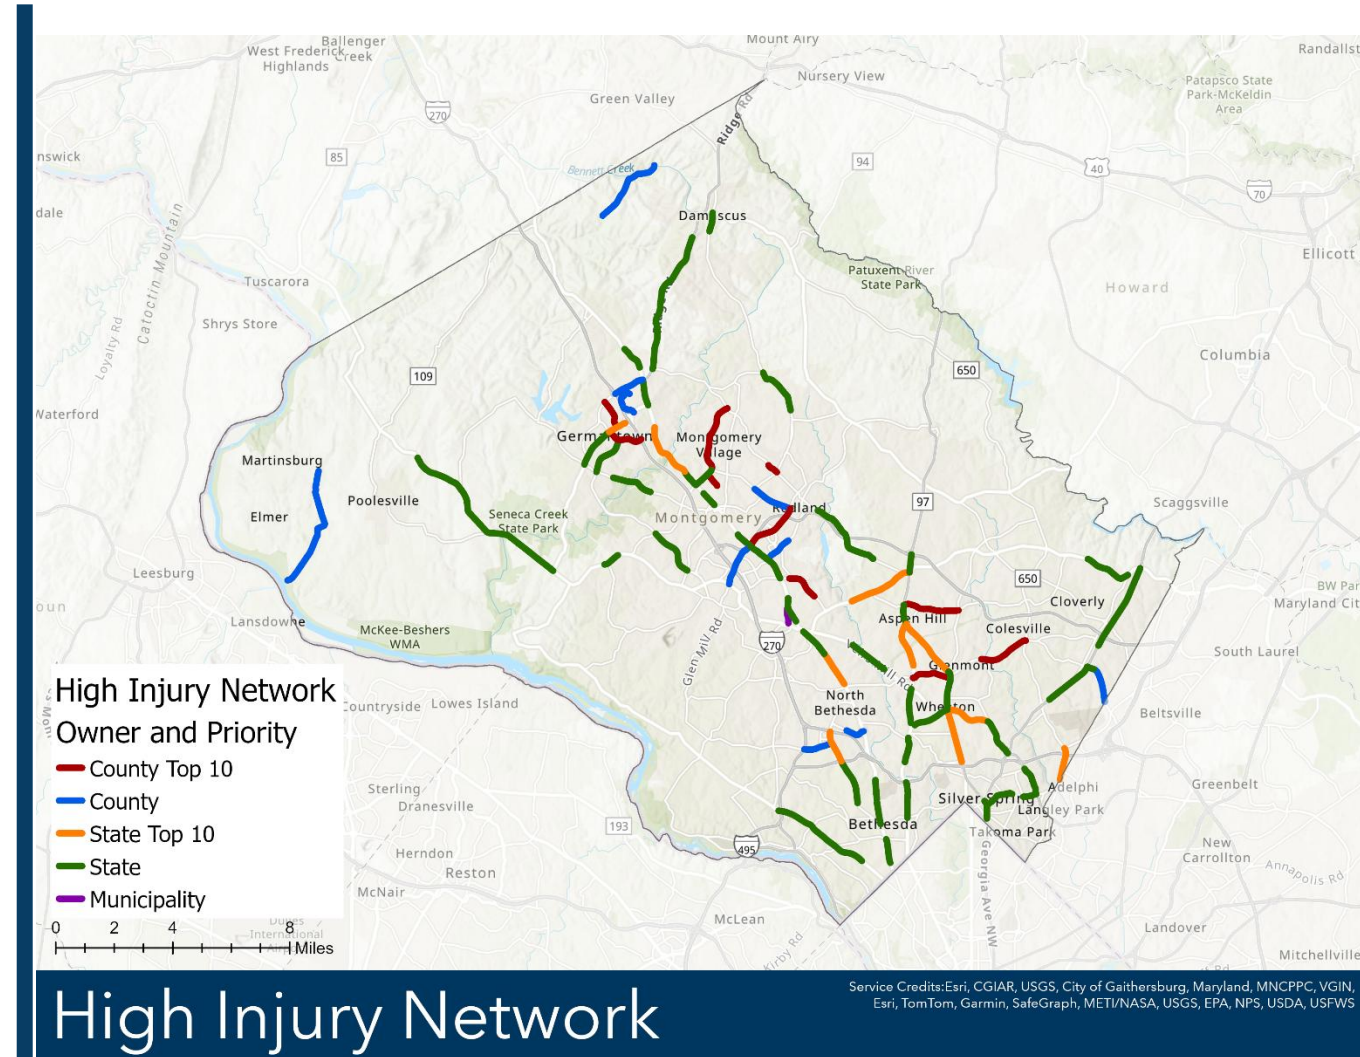 Mount Airy
Ballenger
Creek
West Frederick
Highlands
Randallst
Nursery View
Patapsco State
Park-McKeldin
Area
Green Valley
270
Ridge Rd
nswick
85
94
40
Bennett Creek
70
dale
Damascus
Catoctin Mountain
Ellicott
Patuxent River
State Park
Tuscarora
Howard
Shrys Store
Loyalty Rd
Columbia
109
650
Waterford
Germantown
Montgomery
Village
Martinsburg
Poolesville
97
Scaggsville
Elmer
Seneca Creek
State Park
Montgomery
Redland
Leesburg
650
BW Par
Maryland Cit
oun
Cloverly
Lansdowne
McKee-Beshers
WMA
Aspen Hill
Colesville
270
Glen Mill Rd
South Laurel
Glenmont
North
Bethesda
Wheaton
Countryside
Lowes Island
Beltsville
High Injury Network
Owner and Priority
County Top 10
County
State Top 10
State
Municipality
0 2 4 8
Miles
Sterling
Dranesville
Silver Spring
Adelphi
Langley Park
Greenbelt
193
Bethesda
Takoma Park
495
New
Carrollton
Herndon
Reston
Georgia Ave NW
Annapolis Rd
McNair
McLean
Landover
Dulles
International
Kirby Rd
Mitchellville
High Injury Network
Service Credits:Esri, CGIAR, USGS, City of Gaithersburg, Maryland, MNCPPC, VGIN,
Esri, TomTom, Garmin, SafeGraph, METI/NASA, USGS, EPA, NPS, USDA, USFWS